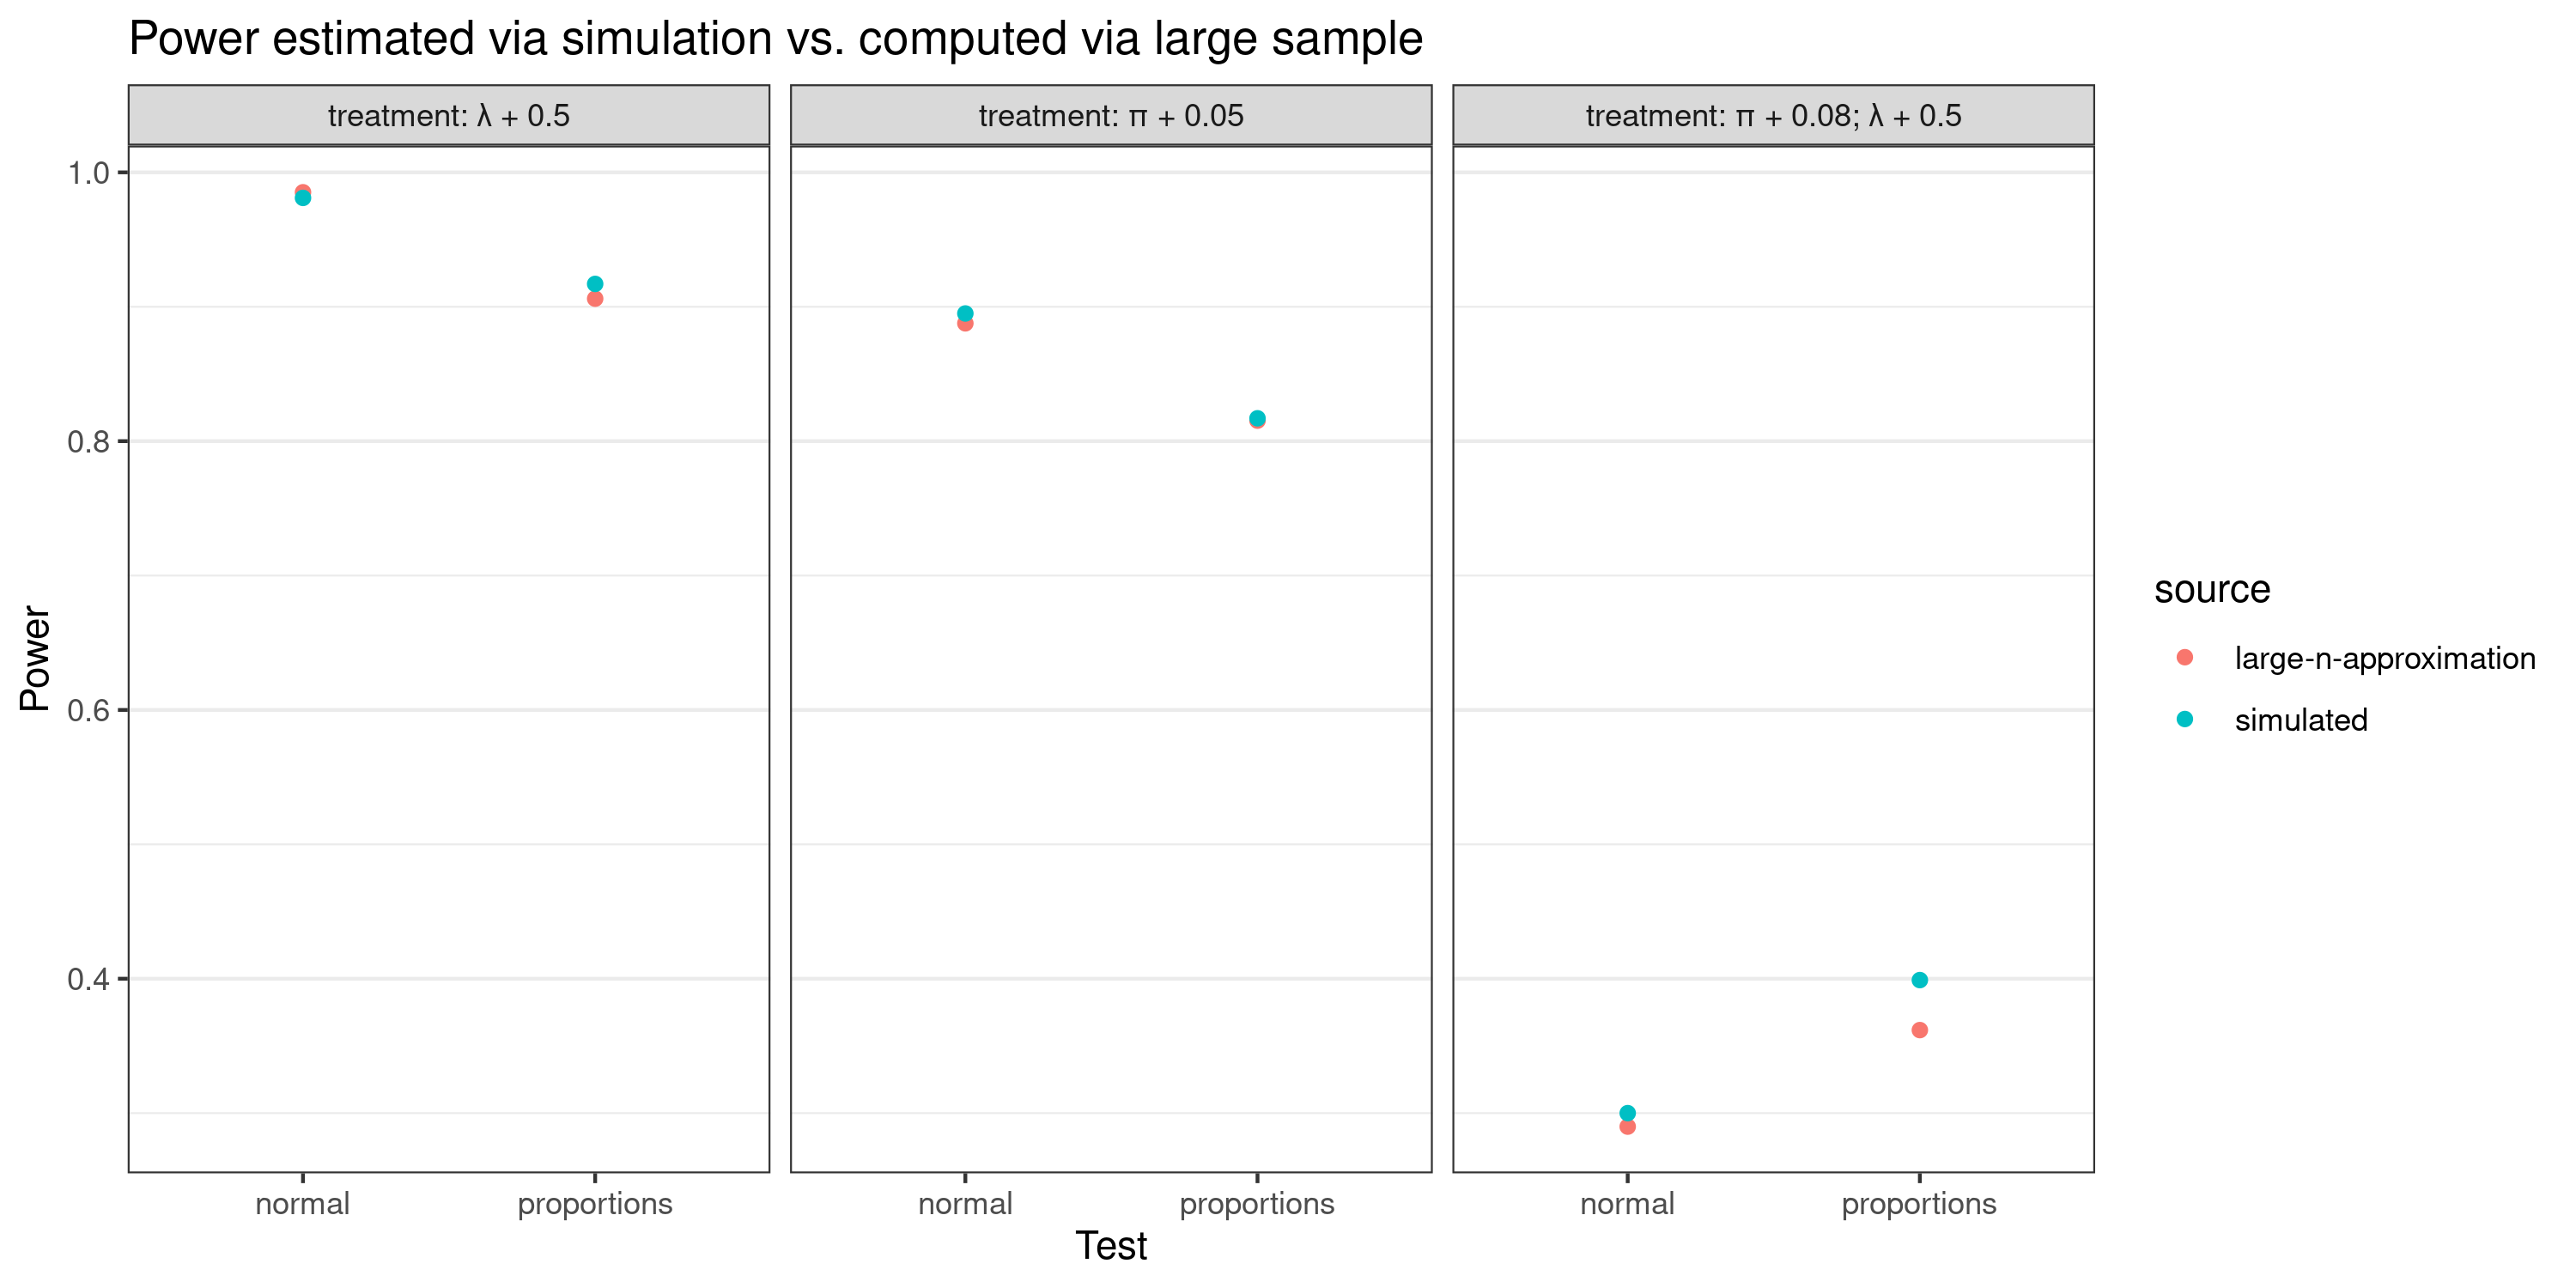 Power estimated via simulation vs. computed via large sample
treatment: λ + 0.5
treatment: π + 0.05
treatment: π + 0.08; λ + 0.5
1.0
0.8
0.6
0.4
Power
normal
proportions
normal
proportions
normal
proportions
Test
source
large-n-approximation
simulated